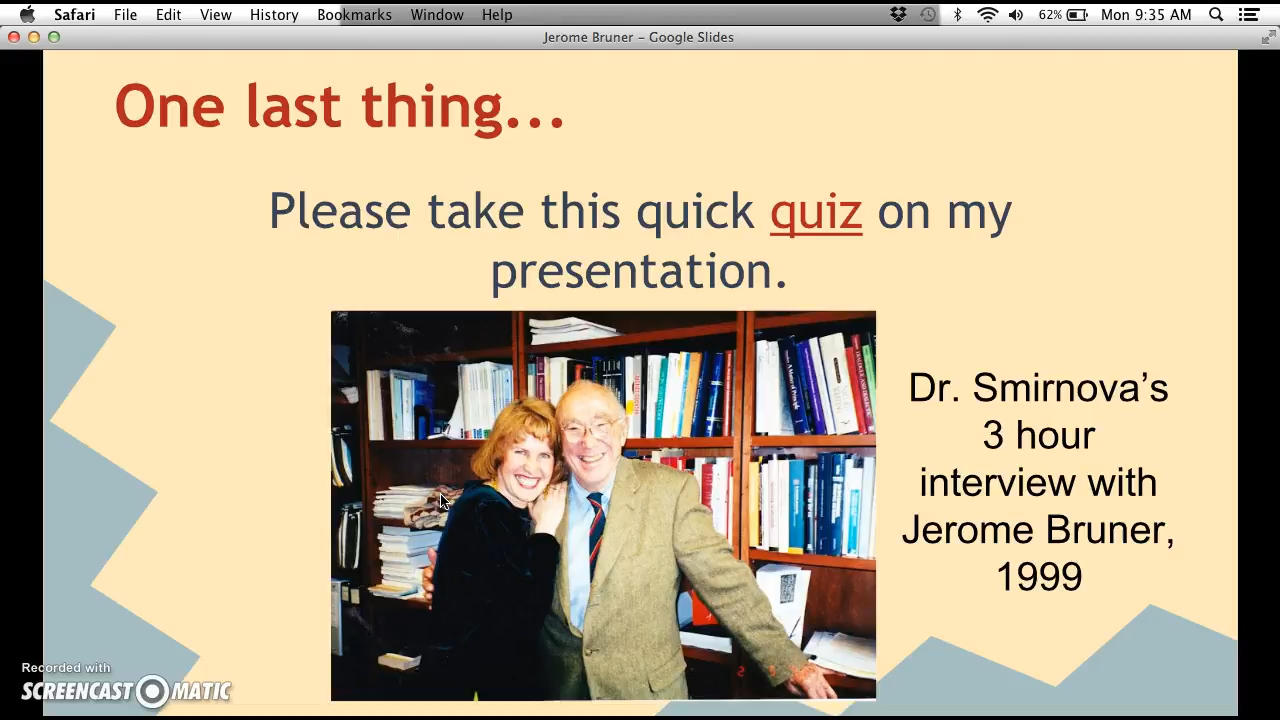 Safari File Edit View History Bookmarks Window Help 62% Mon 9:35 AM
Jerome Bruner – Google Slides
One last thing...
Please take this quick quiz on my
presentation.
Dr. Smirnova's
3 hour
interview with
Jerome Bruner,
1999
Recorded with
SCREENCAST MATIC